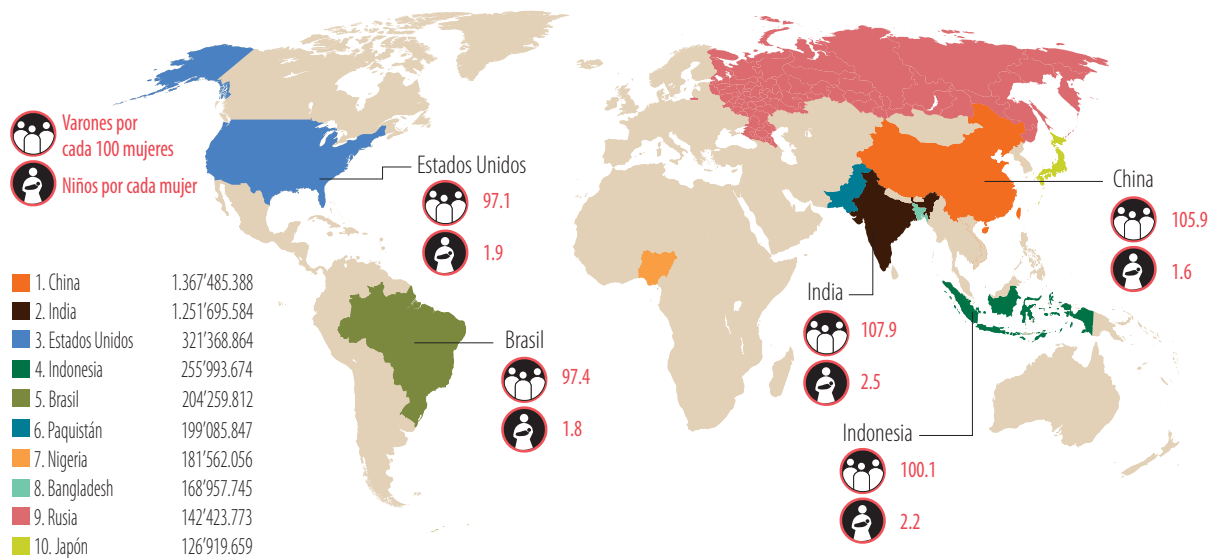 Varones por
cada 100 mujeres
Niños por cada mujer
Estados Unidos
97.1
1.9
China
105.9
1.6
India
107.9
2.5
Brasil
97.4
1.8
Indonesia
100.1
2.2
1. China 1.367’485.388
2. India 1.251’695.584
3. Estados Unidos 321’368.864
4. Indonesia 255’993.674
5. Brasil 204’259.812
6. Paquistán 199’085.847
7. Nigeria 181’562.056
8. Bangladesh 168’957.745
9. Rusia 142’423.773
10. Japón 126’919.659